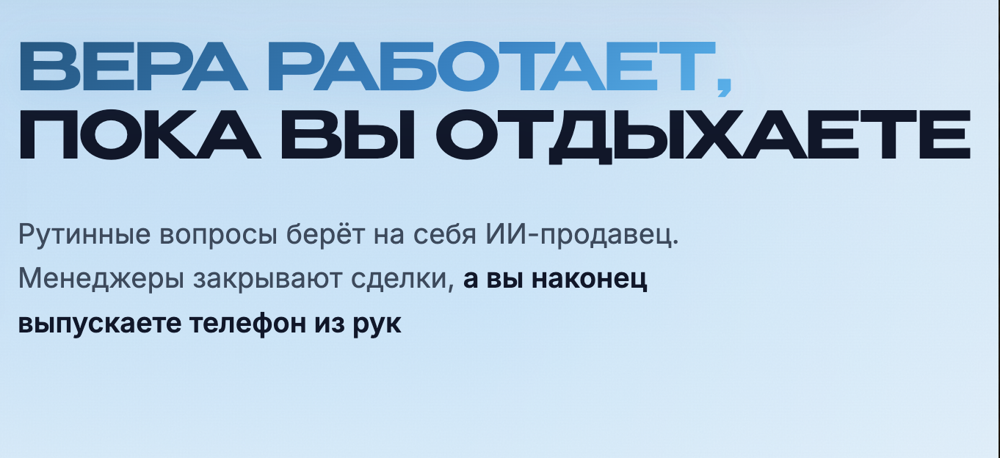 ВЕРА РАБОТАЕТ,
ПОКА ВЫ ОТДЫХАЕТЕ
Рутинные вопросы берёт на себя ИИ-продавец.
Менеджеры закрывают сделки, а вы наконец
выпускаете телефон из рук